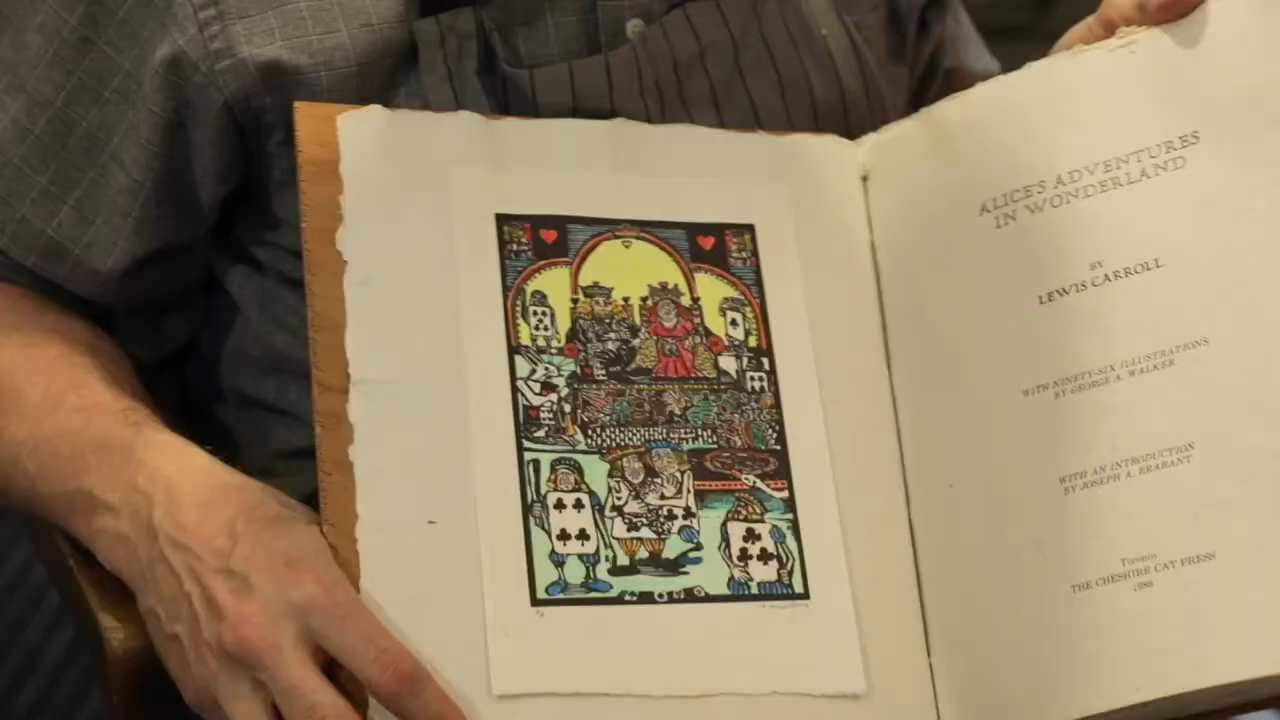 ALICE'S ADVENTURES
IN WONDERLAND
BY
LEWIS CARROLL
WITH NINETY-SIX ILLUSTRATIONS
BY GEORGE A. WALKER
WITH AN INTRODUCTION
BY JOSEPH A. BRABANT
Toronto
THE CHESHIRE CAT PRESS
1988